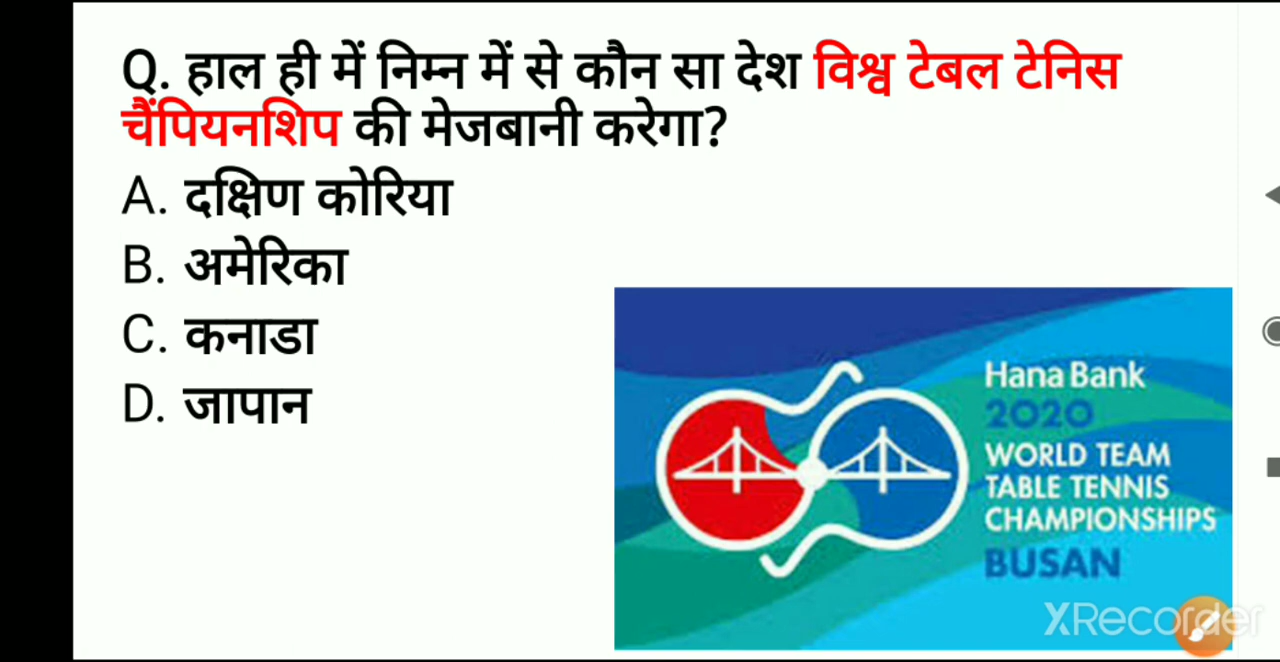 Q. हाल ही में निम्न में से कौन सा देश विश्व टेबल टेनिस
चैंपियनशिप की मेजबानी करेगा?
A. दक्षिण कोरिया
B. अमेरिका
C. कनाडा
D. जापान
Hana Bank
2020
WORLD TEAM
TABLE TENNIS
CHAMPIONSHIPS
BUSAN
XRecorder